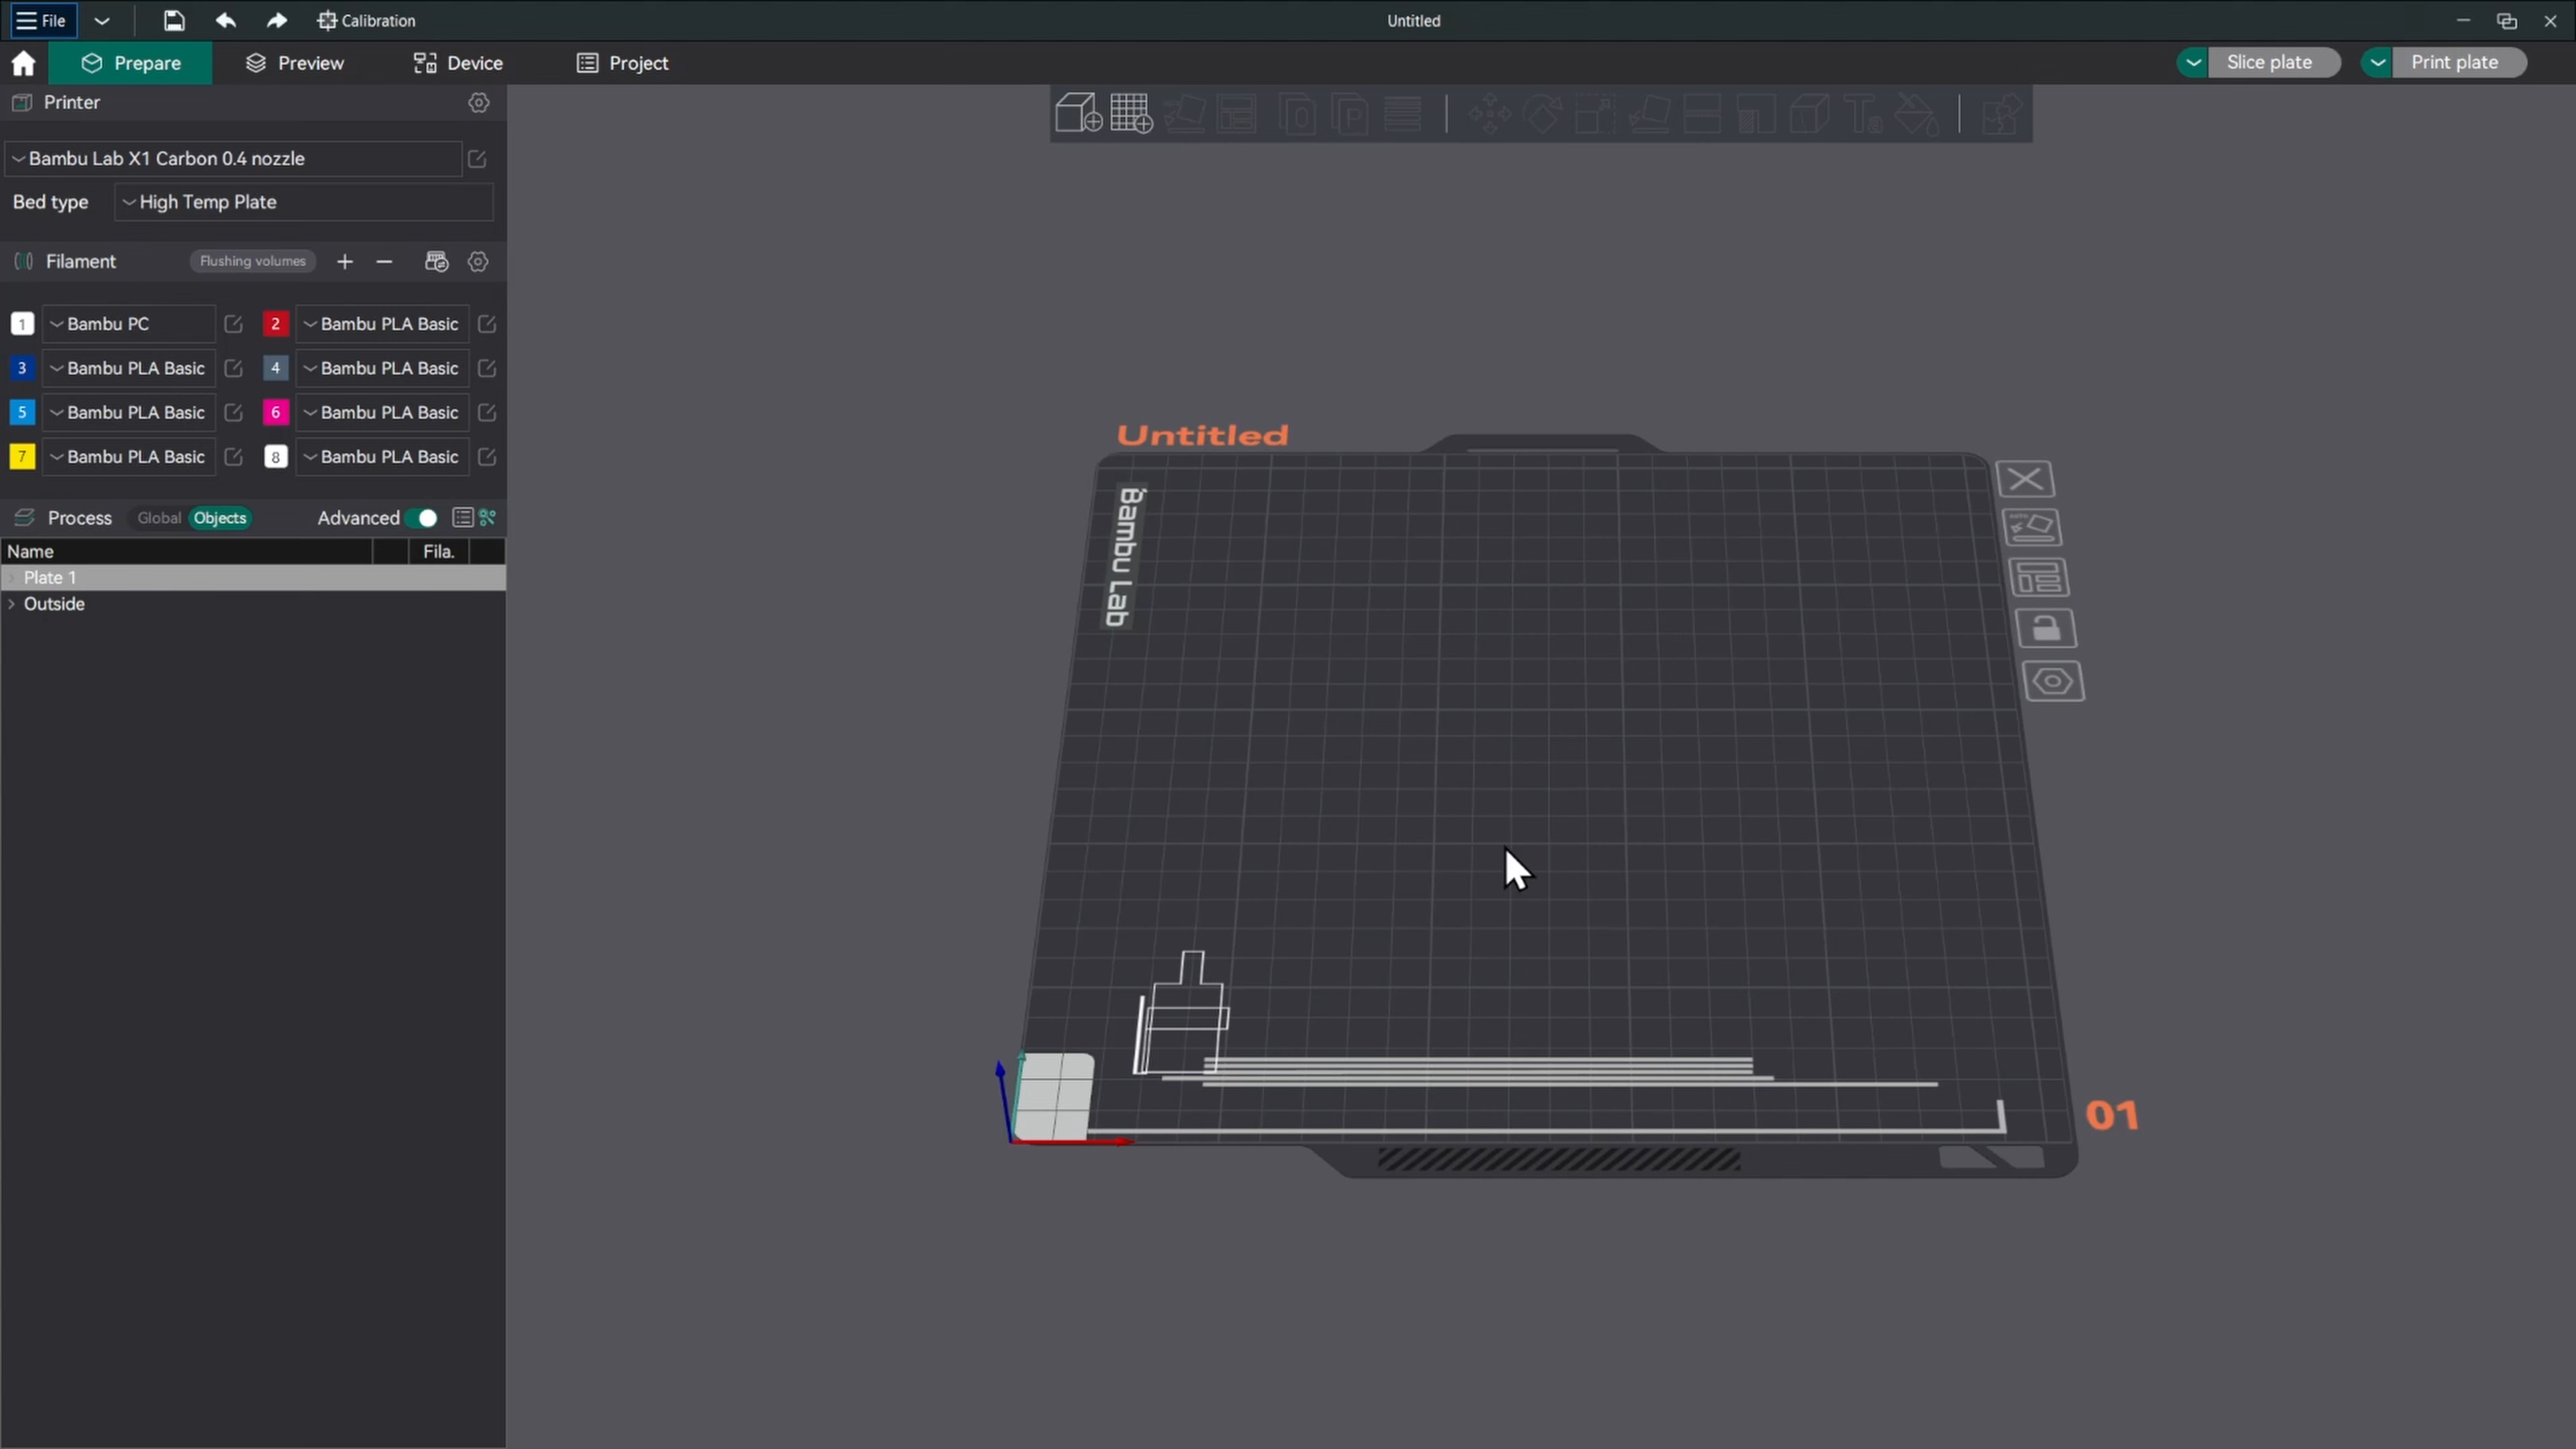 File Calibration Untitled
Prepare Preview Device Project Slice plate Print plate
Printer
Bambu Lab X1 Carbon 0.4 nozzle
Bed type High Temp Plate
Filament Flushing volumes
1 Bambu PC 2 Bambu PLA Basic
3 Bambu PLA Basic 4 Bambu PLA Basic
5 Bambu PLA Basic 6 Bambu PLA Basic
7 Bambu PLA Basic 8 Bambu PLA Basic
Process Global Objects Advanced
Name Fila.
Plate 1
Outside
Untitled
Bambu Lab
01